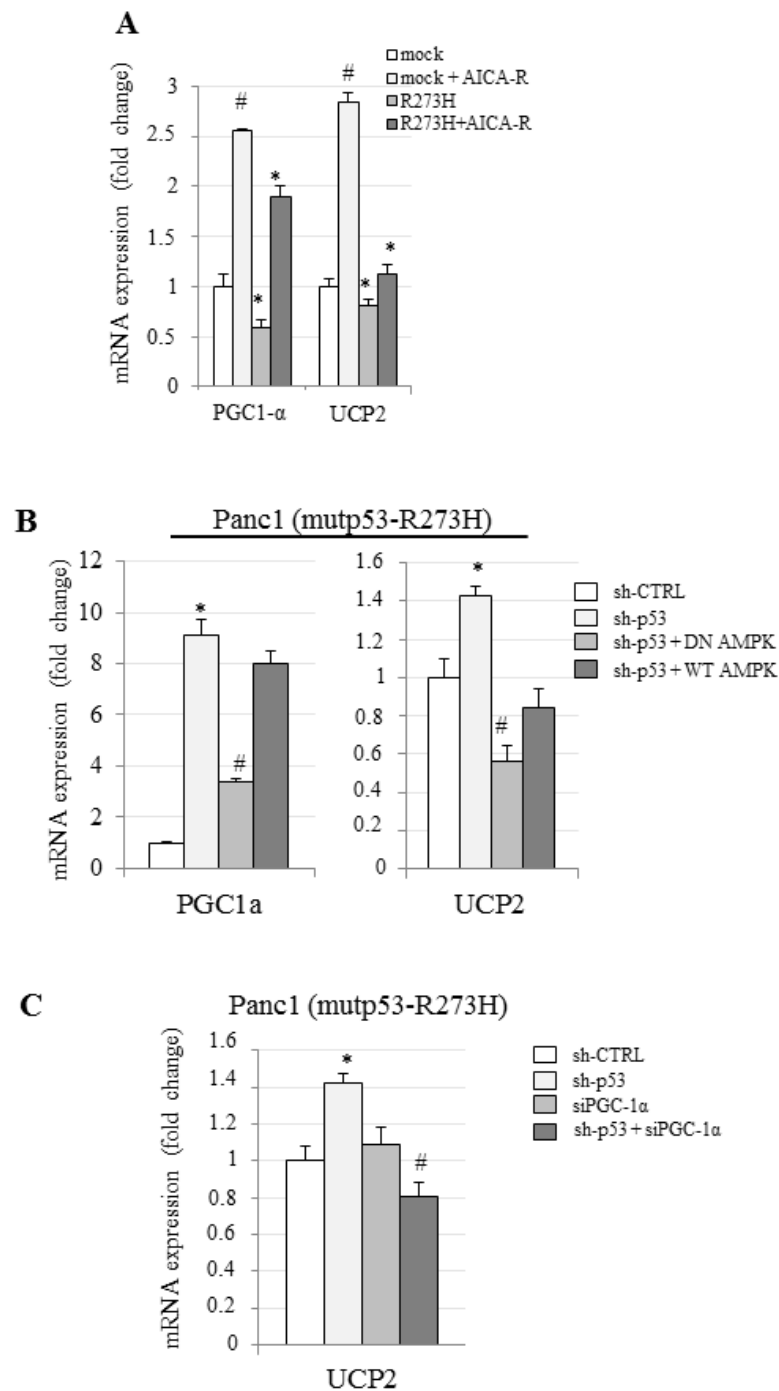 A
mock
mock + AICA-R
R273H
R273H+AICA-R
mRNA expression (fold change)
3
2.5
2
1.5
1
0.5
0
#
*
*
#
*
*
PGC1-α
UCP2
B
Panc1 (mutp53-R273H)
mRNA expression (fold change)
12
10
8
6
4
2
0
*
#
PGC1a
1.6
1.4
1.2
1
0.8
0.6
0.4
0.2
0
*
#
UCP2
sh-CTRL
sh-p53
sh-p53+DN AMPK
sh-p53+WT AMPK
C
Panc1 (mutp53-R273H)
mRNA expression (fold change)
1.6
1.4
1.2
1
0.8
0.6
0.4
0.2
0
*
#
UCP2
sh-CTRL
sh-p53
siPGC-1α
sh-p53+siPGC-1α